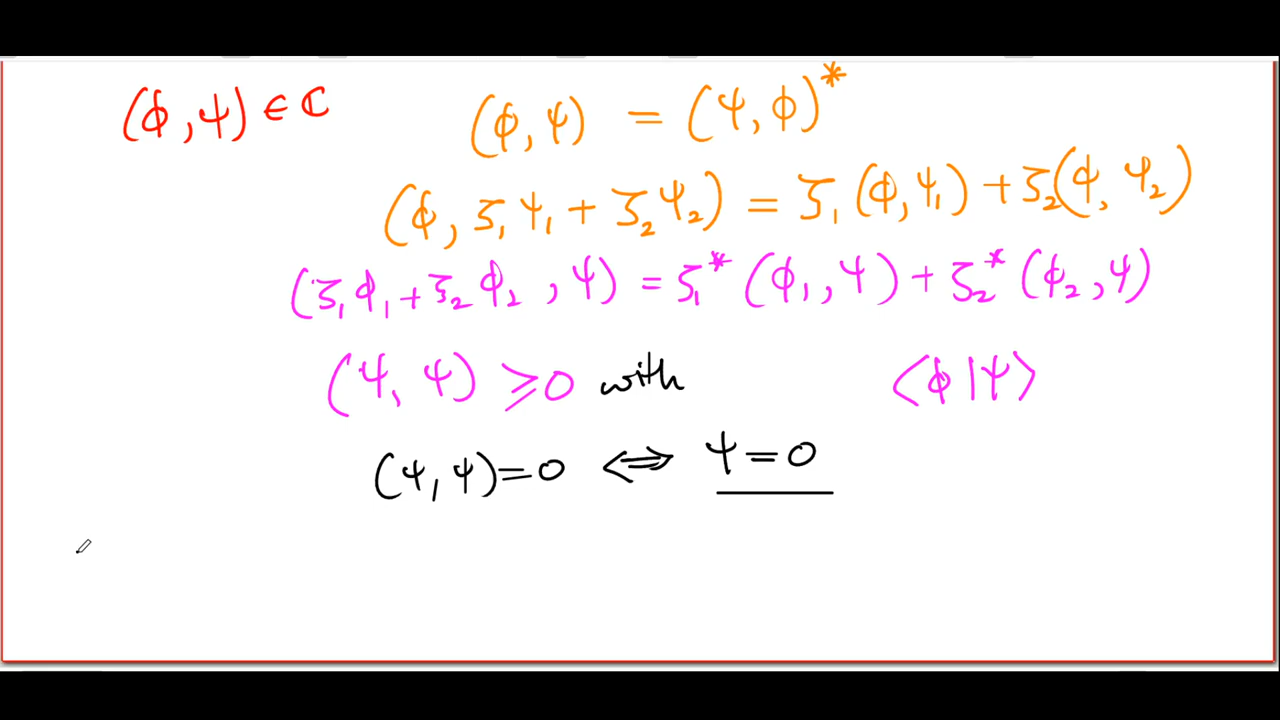 (ϕ,ψ) ∈ ℂ (ϕ,ψ) = (ψ,ϕ)*
(ϕ, ζ₁ψ₁ + ζ₂ψ₂) = ζ₁(ϕ,ψ₁) + ζ₂(ϕ,ψ₂)
(ζ₁ϕ₁ + ζ₂ϕ₂, ψ) = ζ₁*(ϕ₁,ψ) + ζ₂*(ϕ₂,ψ)
(ψ,ψ) ⩾ 0 with ⟨ϕ|ψ⟩
(ψ,ψ) = 0 ⟺ ψ = 0